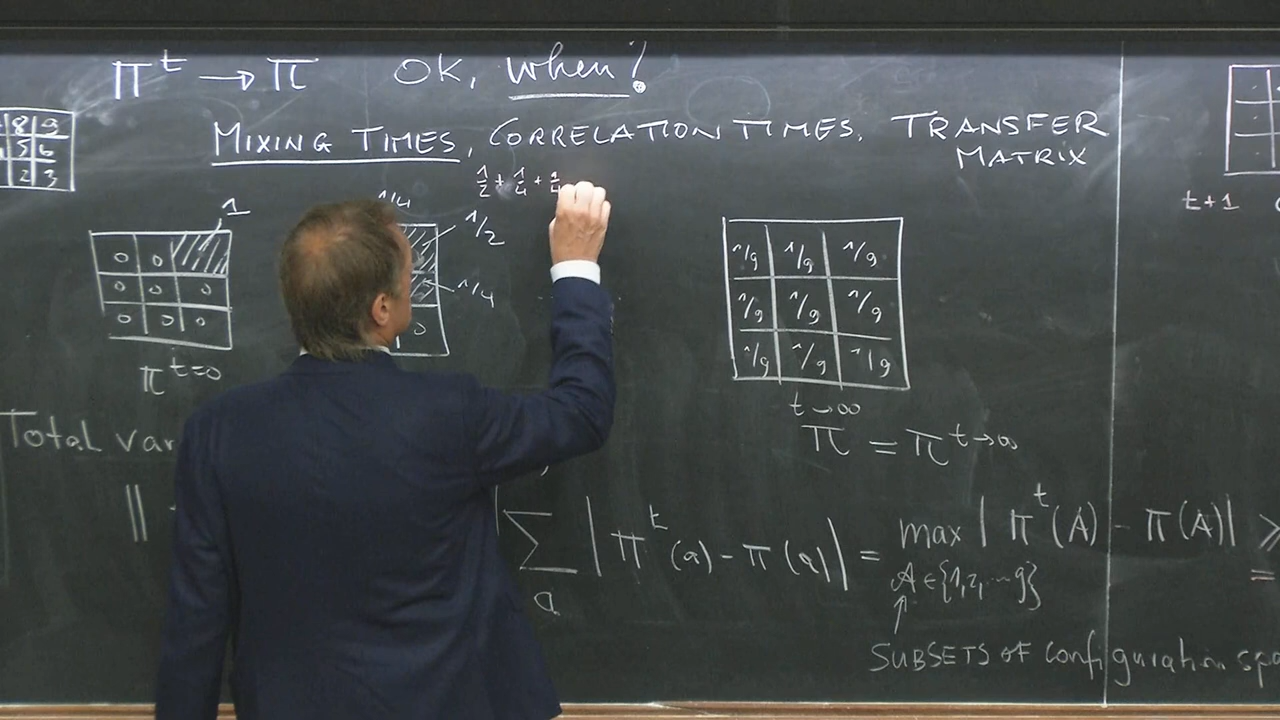 π^t → π OK, when!
MIXING TIMES, CORRELATION TIMES, TRANSFER
MATRIX
8 9
5 6
2 3
1/2 + 1/4 +
1
1/4
1/2
1/4
0 0
0 0 0
0 0 0
0
π^{t=0}
1/9 1/9 1/9
1/9 1/9 1/9
1/9 1/9 1/9
t → ∞
π = π^{t→∞}
t+1
Total var
||
∑_a | π^t(a) - π(a) | = max | π^t(A) - π(A) | ⩾
A ∈ {1,2, ... 9}
=
SUBSETS OF configuration spa